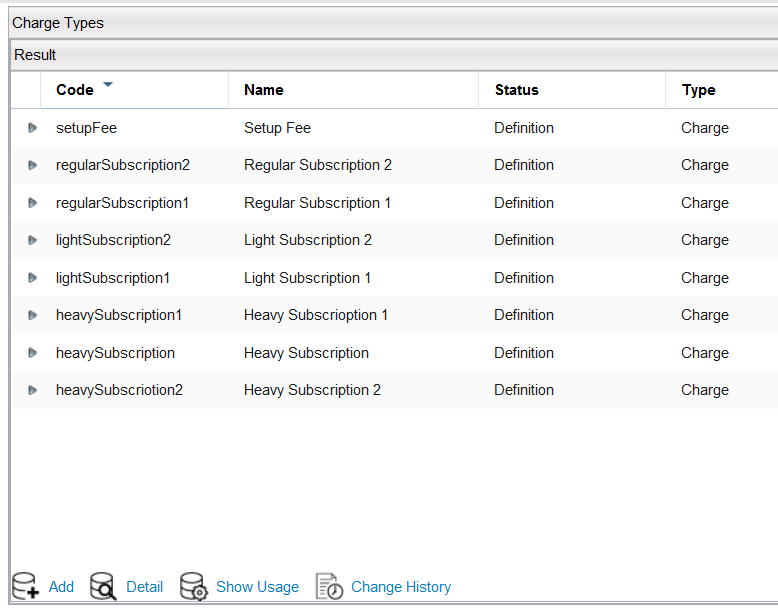 Charge Types
Result
Code Name Status Type
setupFee Setup Fee Definition Charge
regularSubscription2 Regular Subscription 2 Definition Charge
regularSubscription1 Regular Subscription 1 Definition Charge
lightSubscription2 Light Subscription 2 Definition Charge
lightSubscription1 Light Subscription 1 Definition Charge
heavySubscription1 Heavy Subscrioption 1 Definition Charge
heavySubscription Heavy Subscription Definition Charge
heavySubscriotion2 Heavy Subscription 2 Definition Charge
Add Detail Show Usage Change History